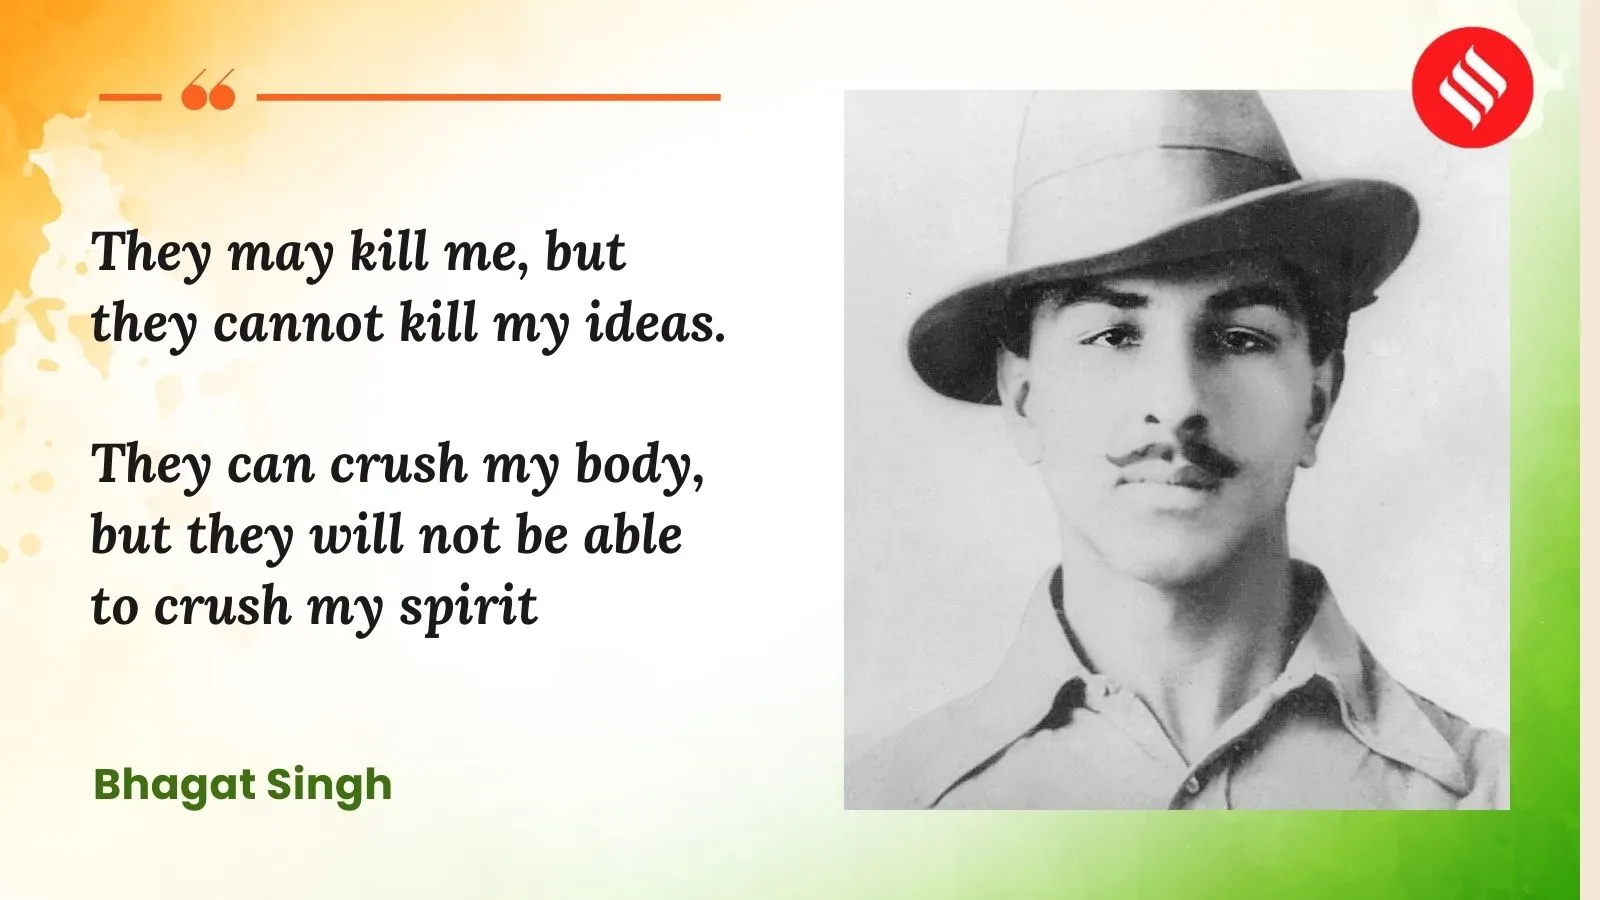 They may kill me, but
they cannot kill my ideas.
They can crush my body,
but they will not be able
to crush my spirit
Bhagat Singh